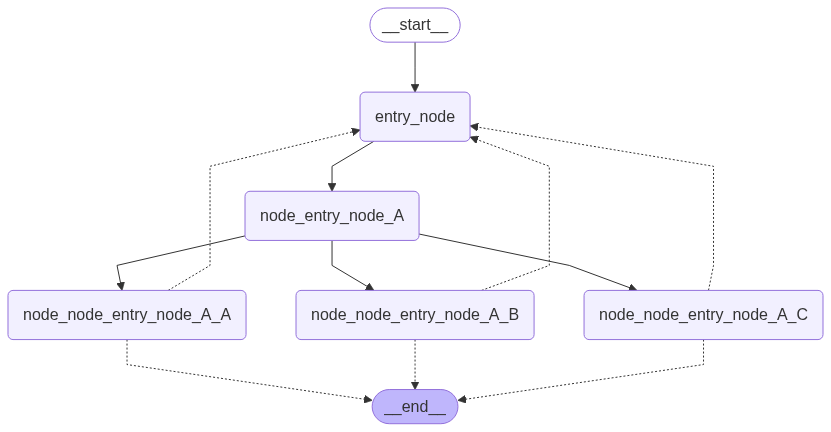 __start__
entry_node
node_entry_node_A
node_node_entry_node_A_A
node_node_entry_node_A_B
node_node_entry_node_A_C
__end__